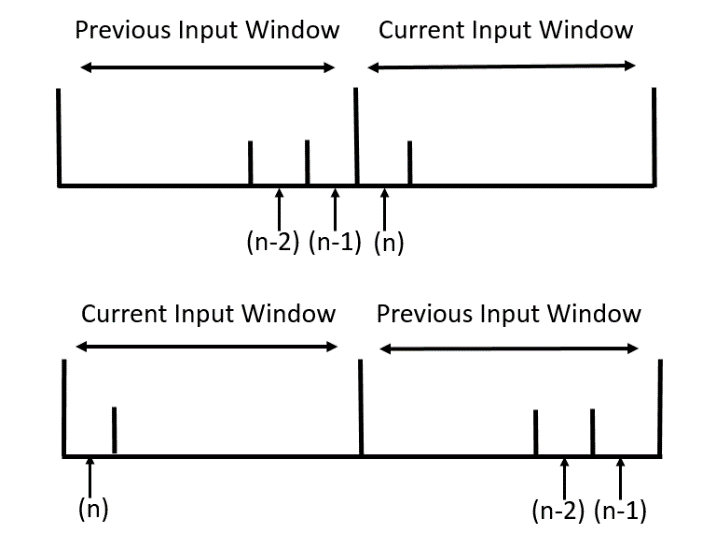 Previous Input Window Current Input Window
(n-2) (n-1) (n)
Current Input Window Previous Input Window
(n) (n-2) (n-1)